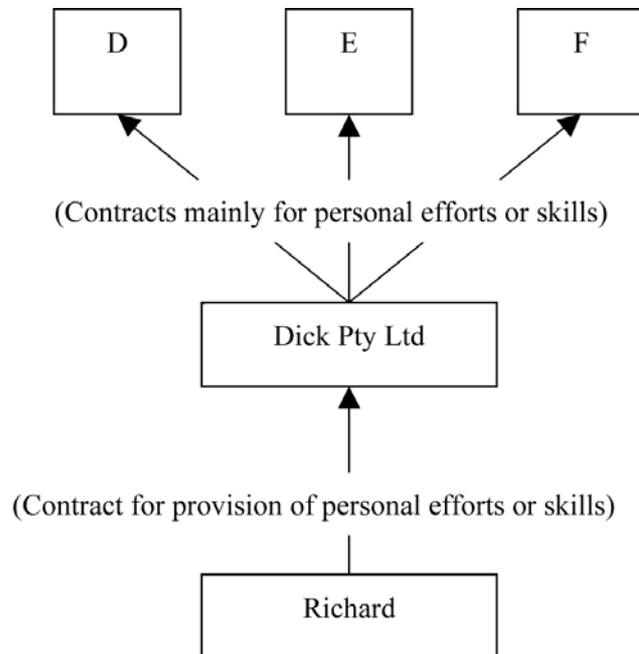 D
E
F
(Contracts mainly for personal efforts or skills)
Dick Pty Ltd
(Contract for provision of personal efforts or skills)
Richard